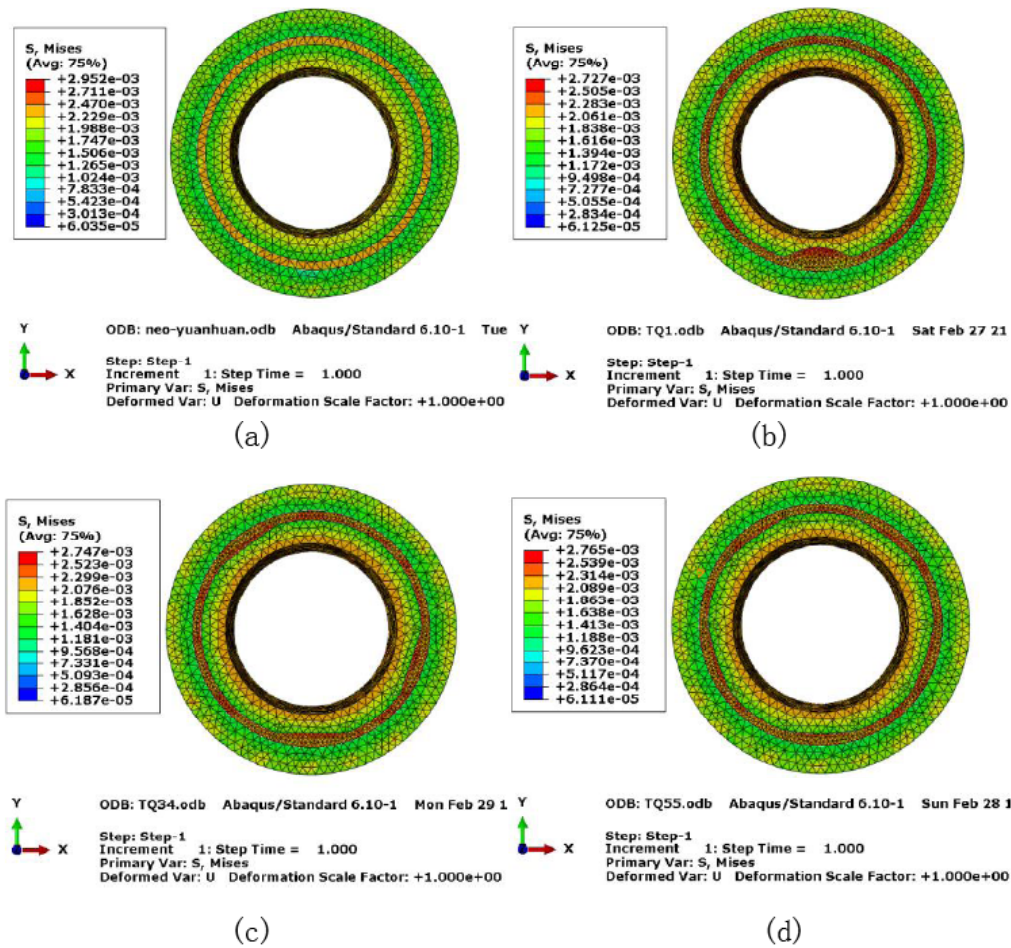 S, Mises
(Avg: 75%)
+2.952e-03
+2.711e-03
+2.470e-03
+2.229e-03
+1.988e-03
+1.747e-03
+1.506e-03
+1.265e-03
+1.024e-03
+7.833e-04
+5.423e-04
+3.013e-04
+6.035e-05
Y
X
ODB: neo-yuanhuan.odb Abaqus/Standard 6.10-1 Tue
Step: Step-1
Increment 1: Step Time = 1.000
Primary Var: S, Mises
Deformed Var: U Deformation Scale Factor: +1.000e+00
(a)
S, Mises
(Avg: 75%)
+2.727e-03
+2.505e-03
+2.283e-03
+2.061e-03
+1.838e-03
+1.616e-03
+1.394e-03
+1.172e-03
+9.498e-04
+7.277e-04
+5.055e-04
+2.834e-04
+6.125e-05
Y
X
ODB: TQ1.odb Abaqus/Standard 6.10-1 Sat Feb 27 21
Step: Step-1
Increment 1: Step Time = 1.000
Primary Var: S, Mises
Deformed Var: U Deformation Scale Factor: +1.000e+00
(b)
S, Mises
(Avg: 75%)
+2.747e-03
+2.523e-03
+2.299e-03
+2.076e-03
+1.852e-03
+1.628e-03
+1.404e-03
+1.181e-03
+9.568e-04
+7.331e-04
+5.093e-04
+2.856e-04
+6.187e-05
Y
X
ODB: TQ34.odb Abaqus/Standard 6.10-1 Mon Feb 29 1
Step: Step-1
Increment 1: Step Time = 1.000
Primary Var: S, Mises
Deformed Var: U Deformation Scale Factor: +1.000e+00
(c)
S, Mises
(Avg: 75%)
+2.765e-03
+2.539e-03
+2.314e-03
+2.089e-03
+1.863e-03
+1.638e-03
+1.413e-03
+1.188e-03
+9.623e-04
+7.370e-04
+5.117e-04
+2.864e-04
+6.111e-05
Y
X
ODB: TQ55.odb Abaqus/Standard 6.10-1 Sun Feb 28 1
Step: Step-1
Increment 1: Step Time = 1.000
Primary Var: S, Mises
Deformed Var: U Deformation Scale Factor: +1.000e+00
(d)